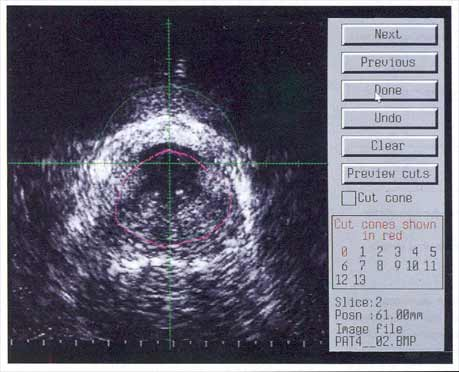 Next
Previous
Done
Undo
Clear
Preview cuts
Cut cone
Cut cones shown
in red
0 1 2 3 4 5
6 7 8 9 10 11
12 13
Slice:2
Posn :61.00mm
Image file
PAT4__02.BMP